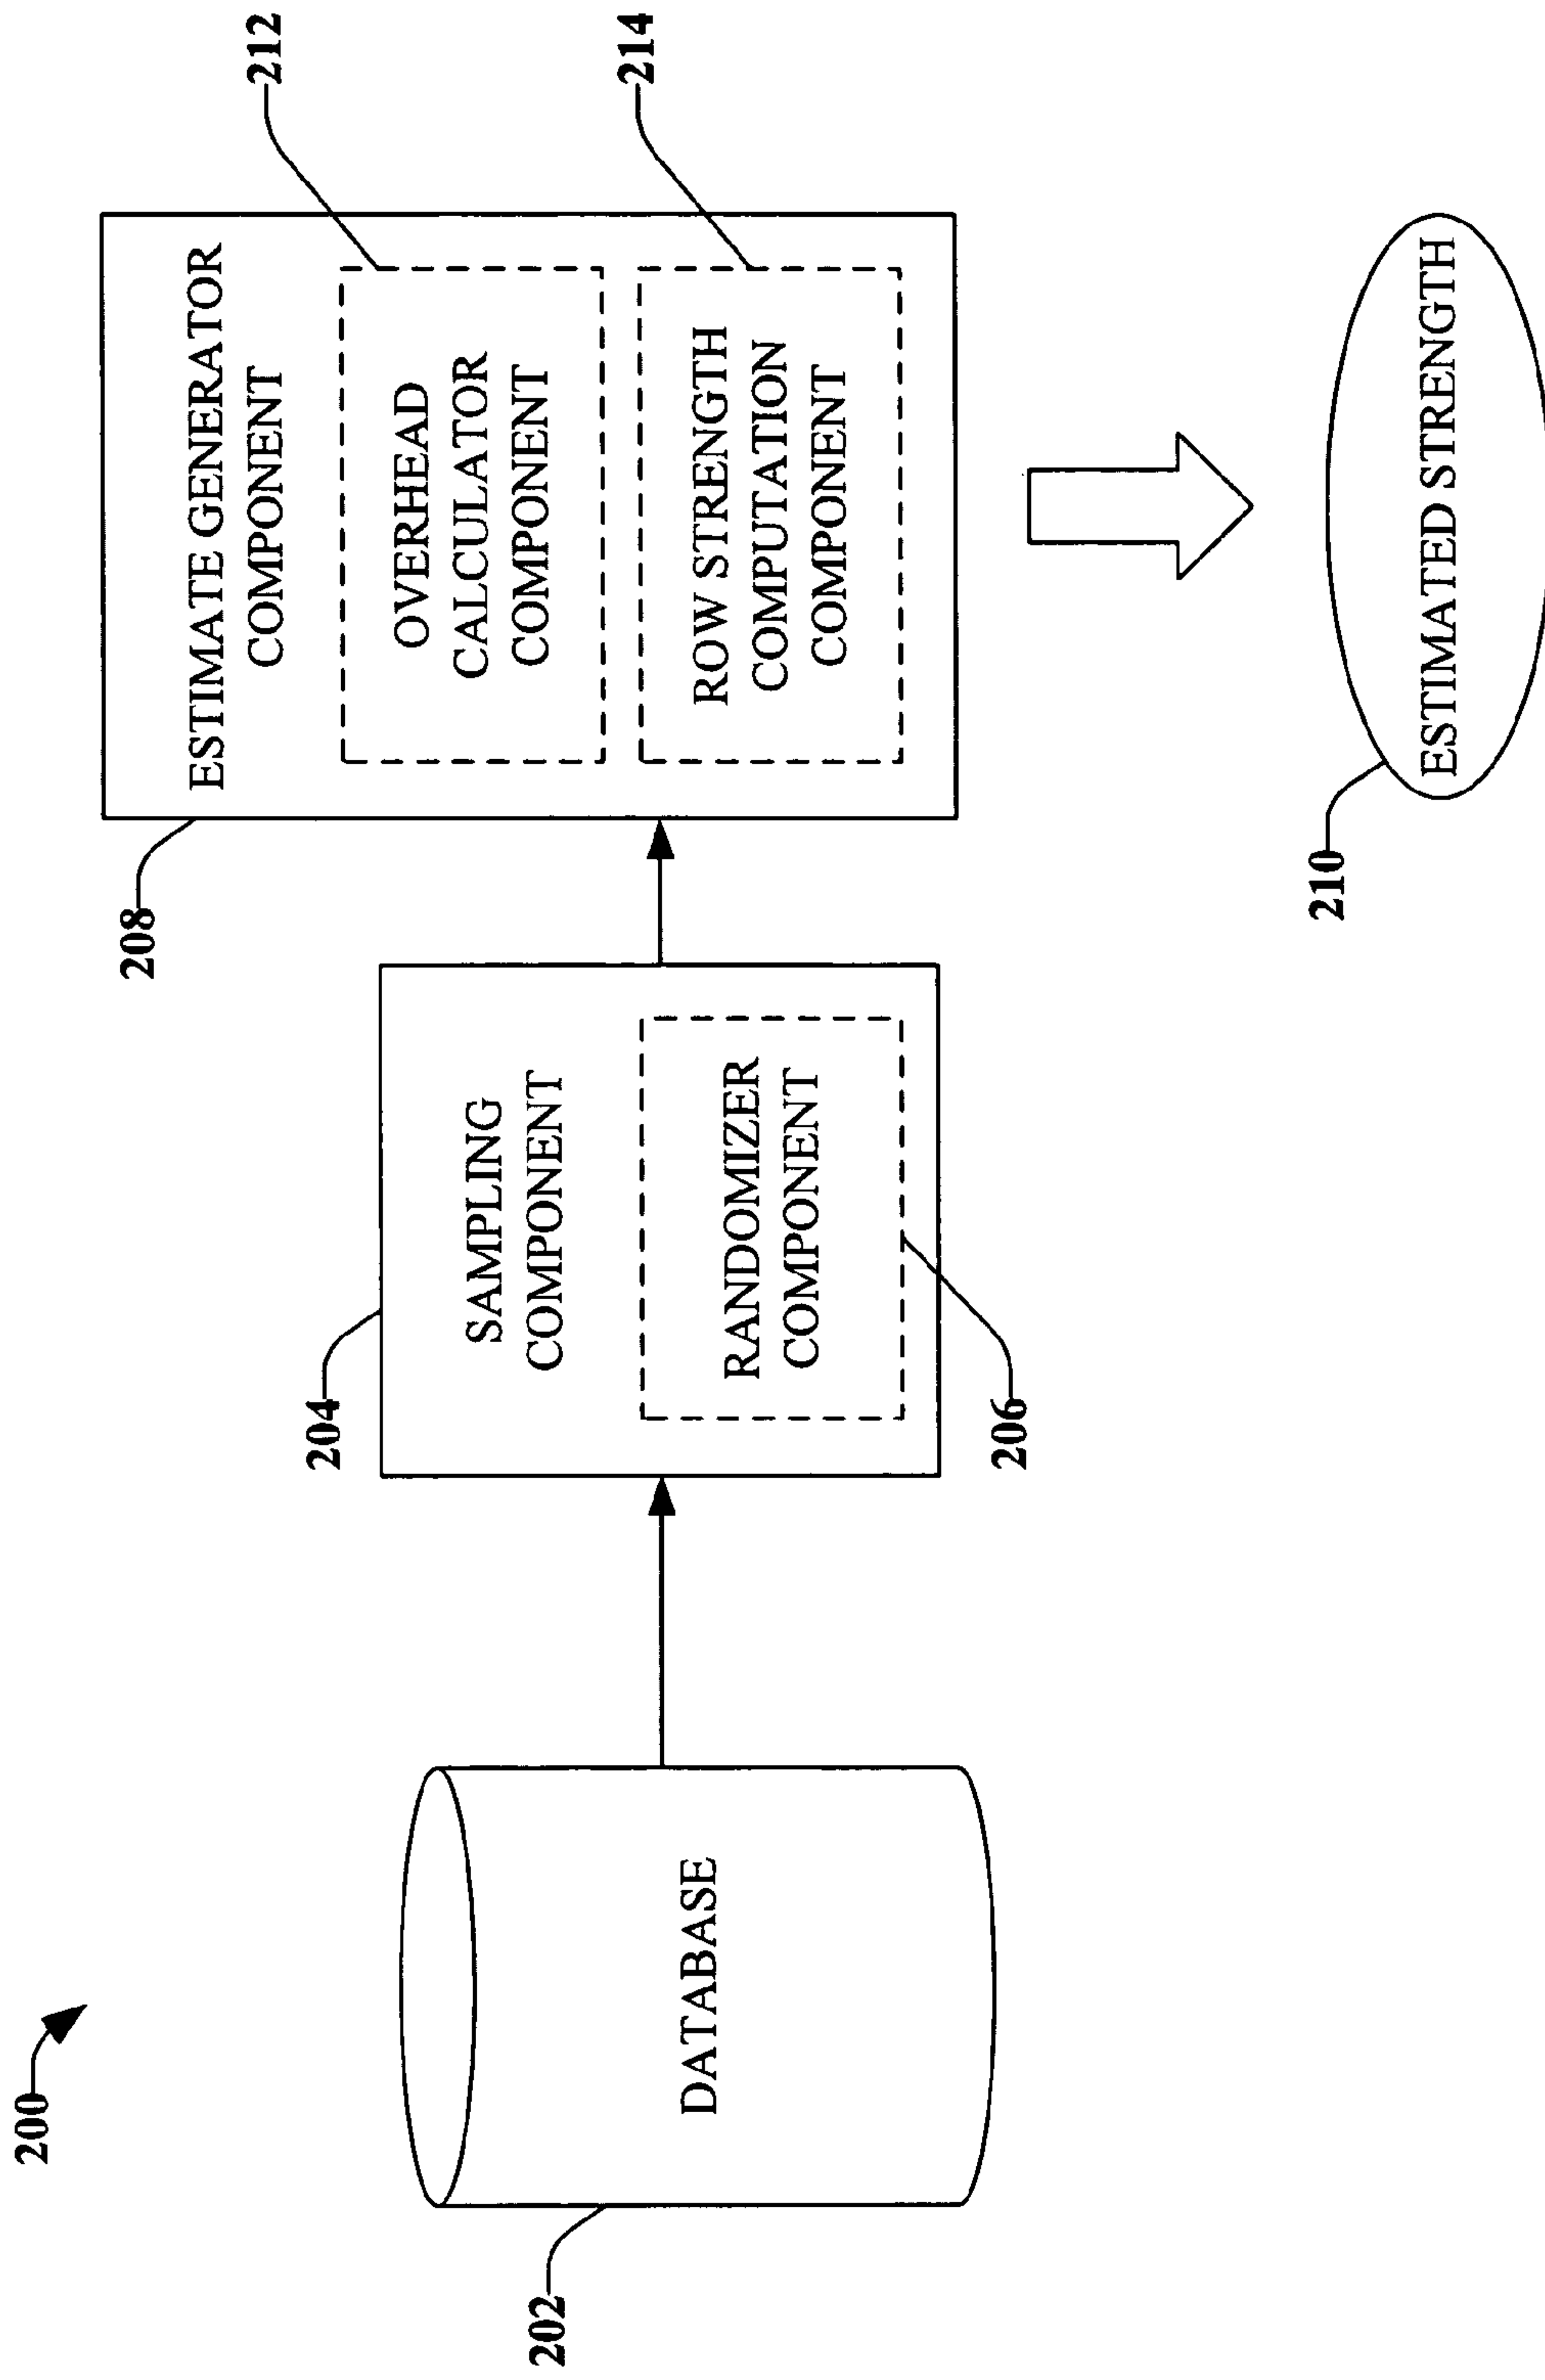 200
212
ESTIMATE GENERATOR
COMPONENT
208
OVERHEAD
CALCULATOR
COMPONENT
204
SAMPLING
COMPONENT
214
ROW STRENGTH
COMPUTATION
COMPONENT
202
DATABASE
RANDOMIZER
COMPONENT
206
210
ESTIMATED STRENGTH